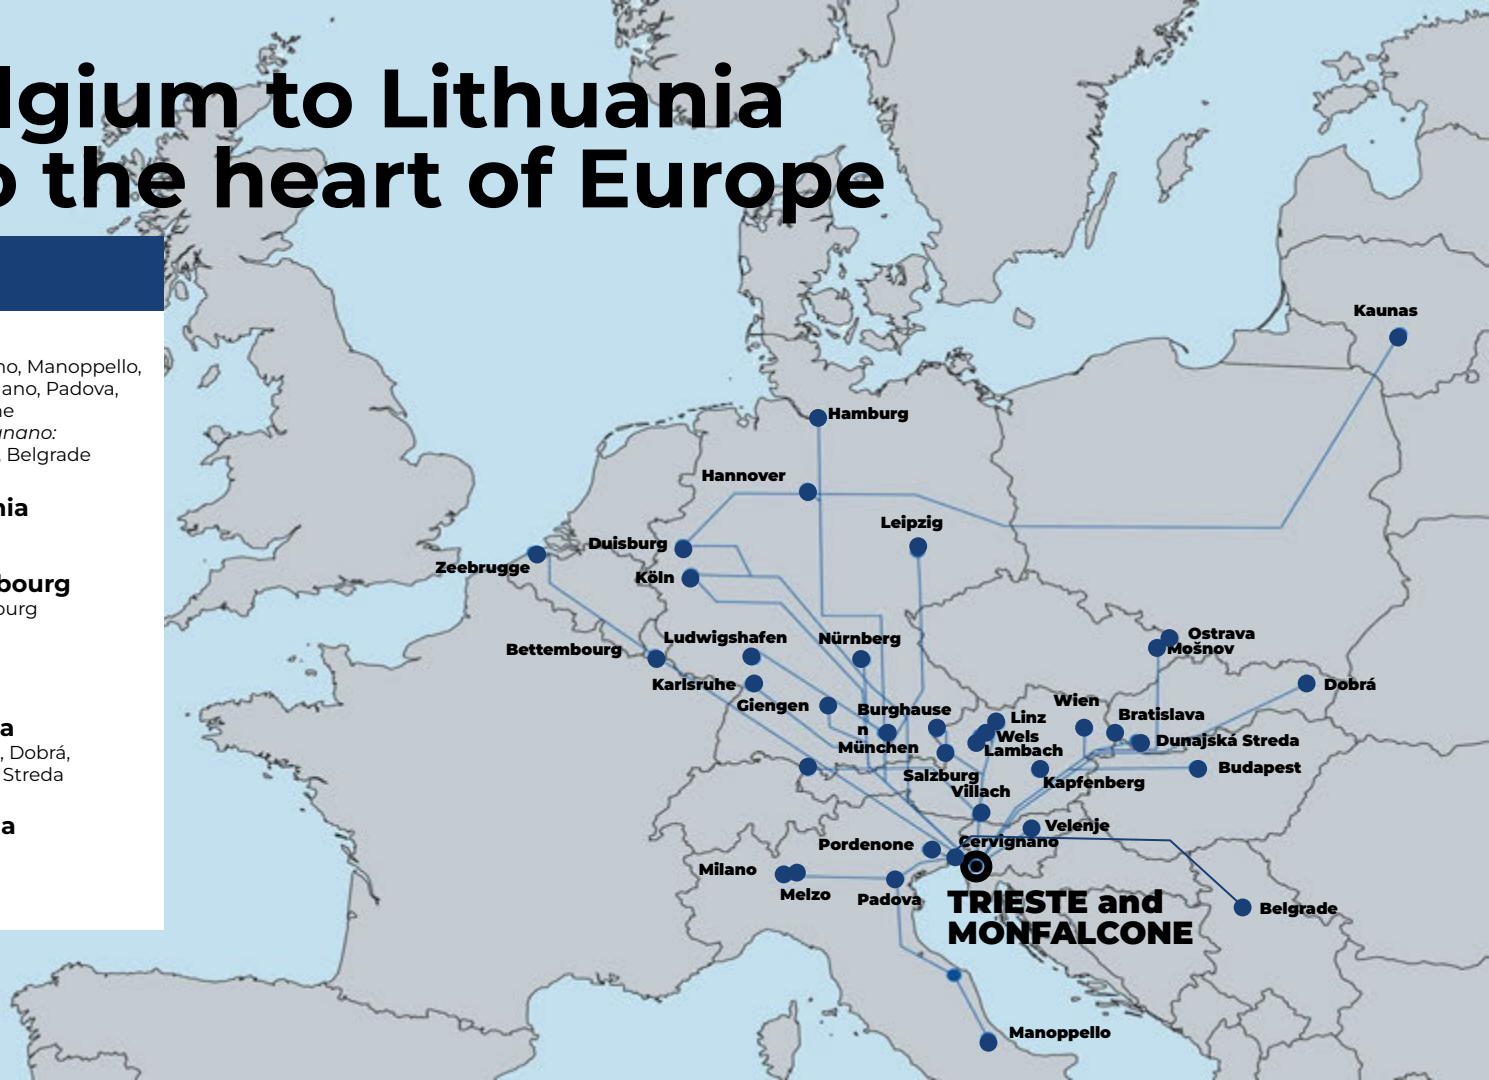 lgium to Lithuania
o the heart of Europe
no, Manoppello,
ano, Padova,
ne
gnano:
, Belgrade
nia
bourg
ourg
a
, Dobrá,
Streda
a
Kaunas
Hamburg
Hannover
Leipzig
Duisburg
Zeebrugge
Köln
Ostrava
Mošnov
Ludwigshafen
Nürnberg
Bettembourg
Karlsruhe
Dobrá
Giengen
Burghause
n
Wien
Linz
Bratislava
Wels
München
Lambach
Dunajská Streda
Salzburg
Budapest
Kapfenberg
Villach
Velenje
Cervignano
Pordenone
Milano
Melzo
Padova
TRIESTE and
MONFALCONE
Belgrade
Manoppello